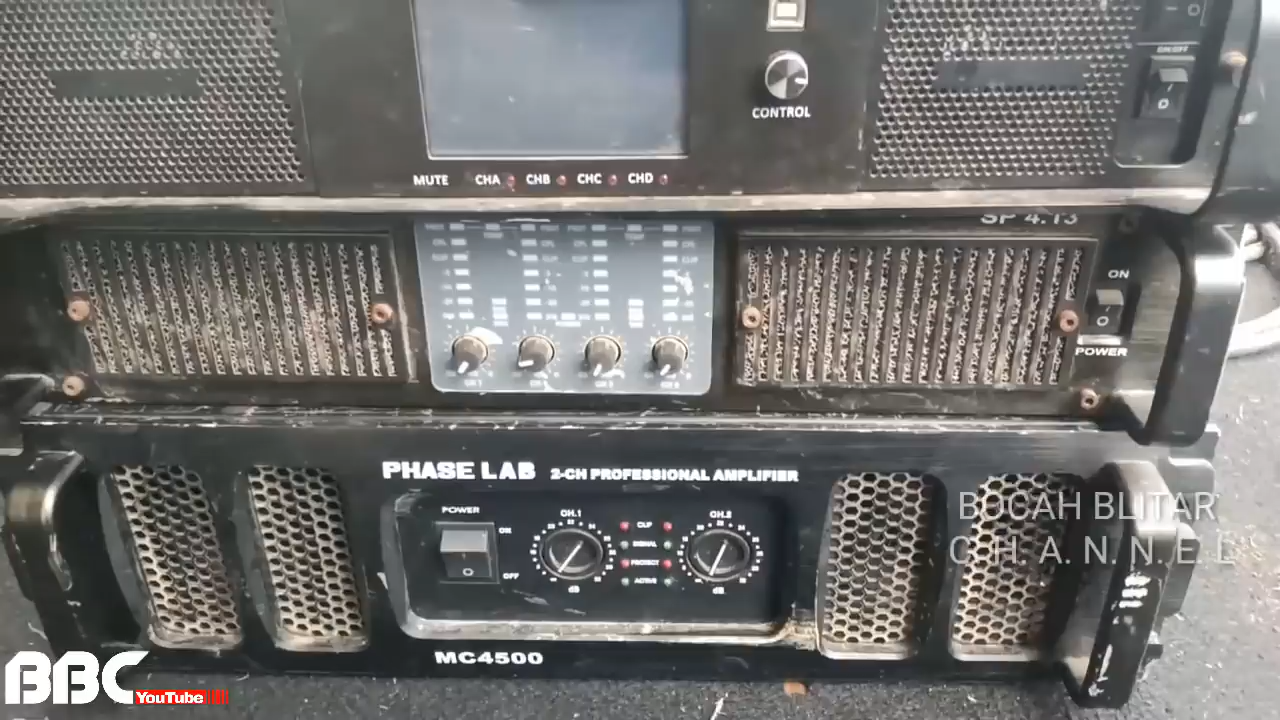 ON/OFF
CONTROL
MUTE CHA CHB CHC CHD
SP 4.13
ON
POWER
PHASE LAB 2-CH PROFESSIONAL AMPLIFIER
POWER
ON
OFF
CH.1
CLIP
SIGNAL
PROTECT
ACTIVE
dB
CH.2
dB
MC4500
BOCAH BLITAR
C.H.A.N.N.E.L
BBC
YouTube